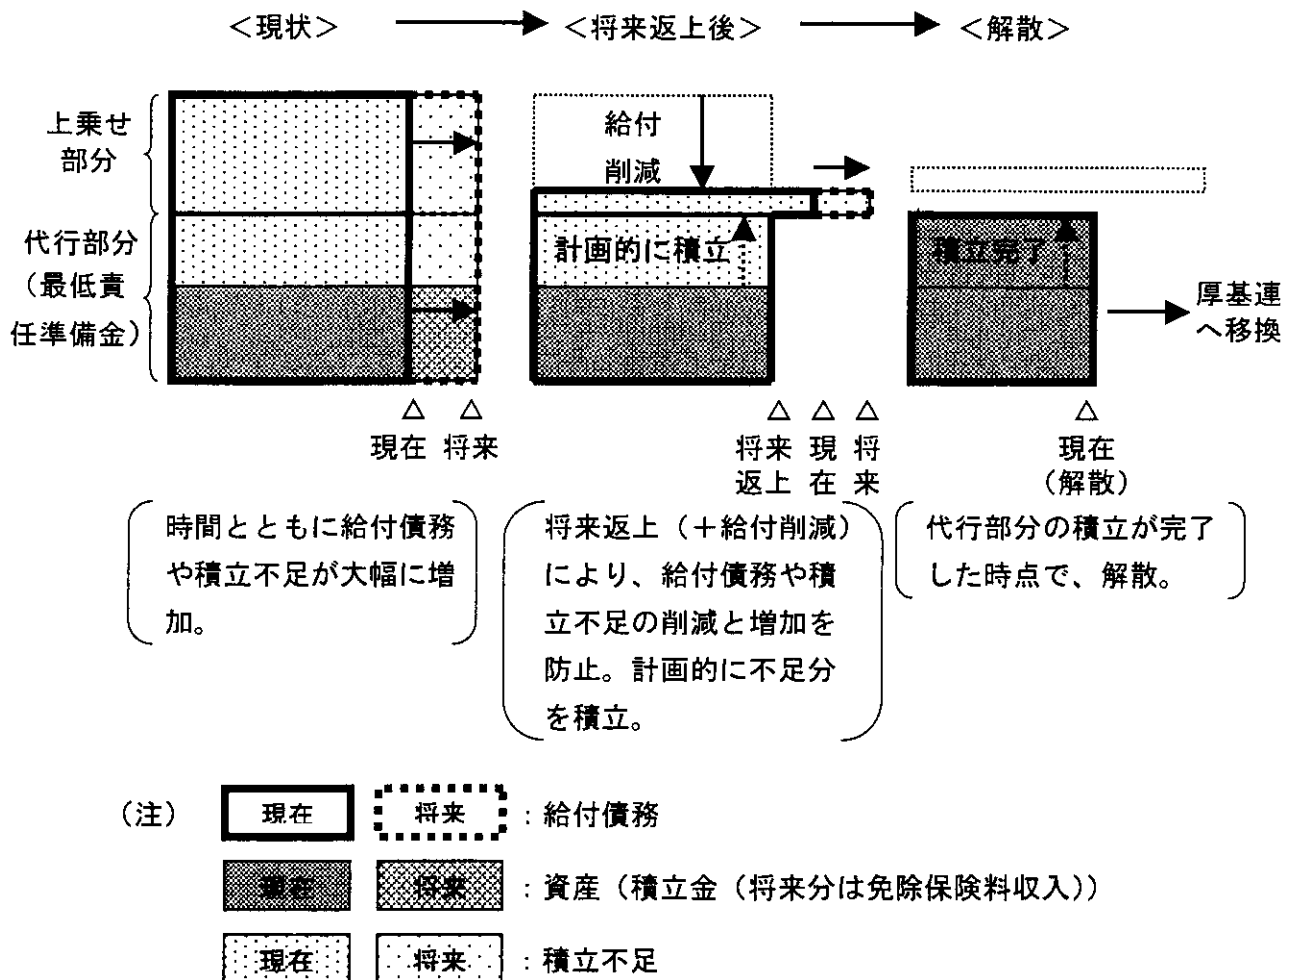 ＜現状＞ ＜将来返上後＞ ＜解散＞
上乗せ
部分
代行部分
（最低責
任準備金）
給付
削減
計画的に積立
積立完了
厚基連
へ移換
△ △
現在 将来
△ △ △
将来 現 将
返上 在 来
△
現在
（解散）
時間とともに給付債務
や積立不足が大幅に増
加。
将来返上（＋給付削減）
により、給付債務や積
立不足の削減と増加を
防止。計画的に不足分
を積立。
代行部分の積立が完了
した時点で、解散。
（注） 現在 将来 ：給付債務
現在 将来 ：資産（積立金（将来分は免除保険料収入））
現在 将来 ：積立不足